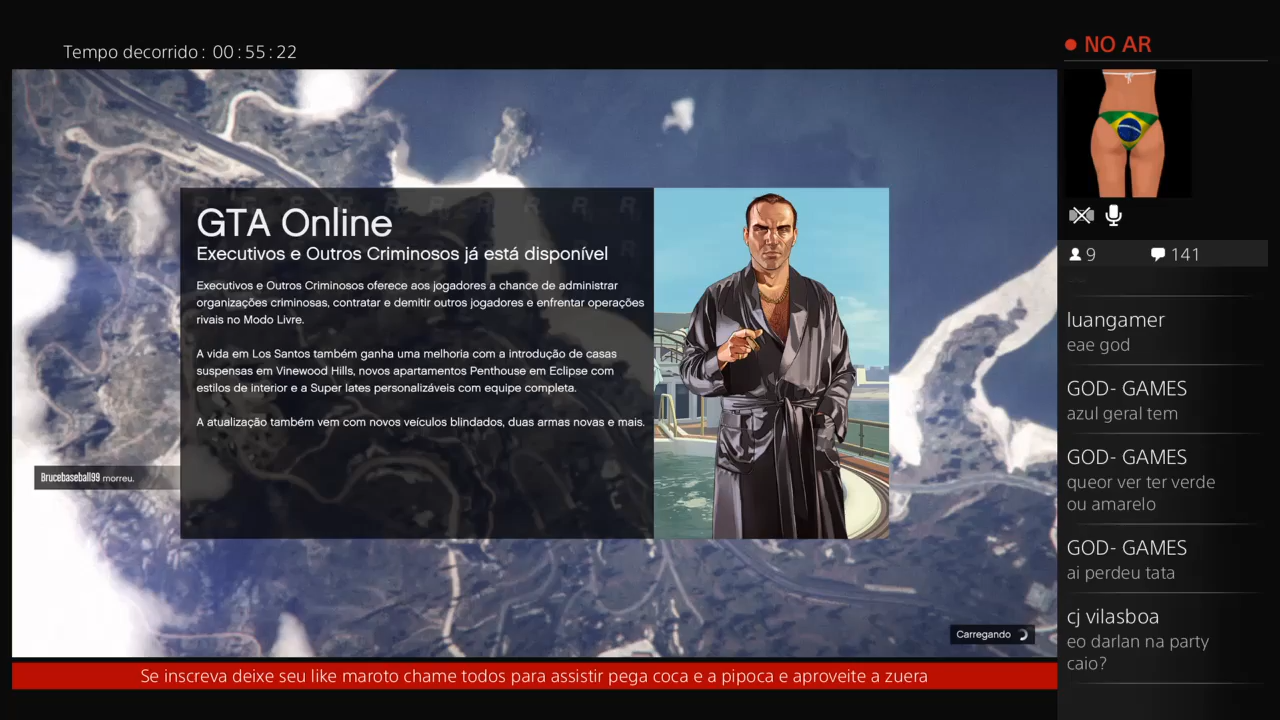 Tempo decorrido : 00 : 55 : 22
NO AR
GTA Online
Executivos e Outros Criminosos já está disponível
Executivos e Outros Criminosos oferece aos jogadores a chance de administrar
organizações criminosas, contratar e demitir outros jogadores e enfrentar operações
rivais no Modo Livre.
A vida em Los Santos também ganha uma melhoria com a introdução de casas
suspensas em Vinewood Hills, novos apartamentos Penthouse em Eclipse com
estilos de interior e a Super Iates personalizáveis com equipe completa.
A atualização também vem com novos veículos blindados, duas armas novas e mais.
Brucebaseball99 morreu.
Carregando
Se inscreva deixe seu like maroto chame todos para assistir pega coca e a pipoca e aproveite a zuera
9 141
luangamer
eae god
GOD- GAMES
azul geral tem
GOD- GAMES
queor ver ter verde
ou amarelo
GOD- GAMES
ai perdeu tata
cj vilasboa
eo darlan na party
caio?